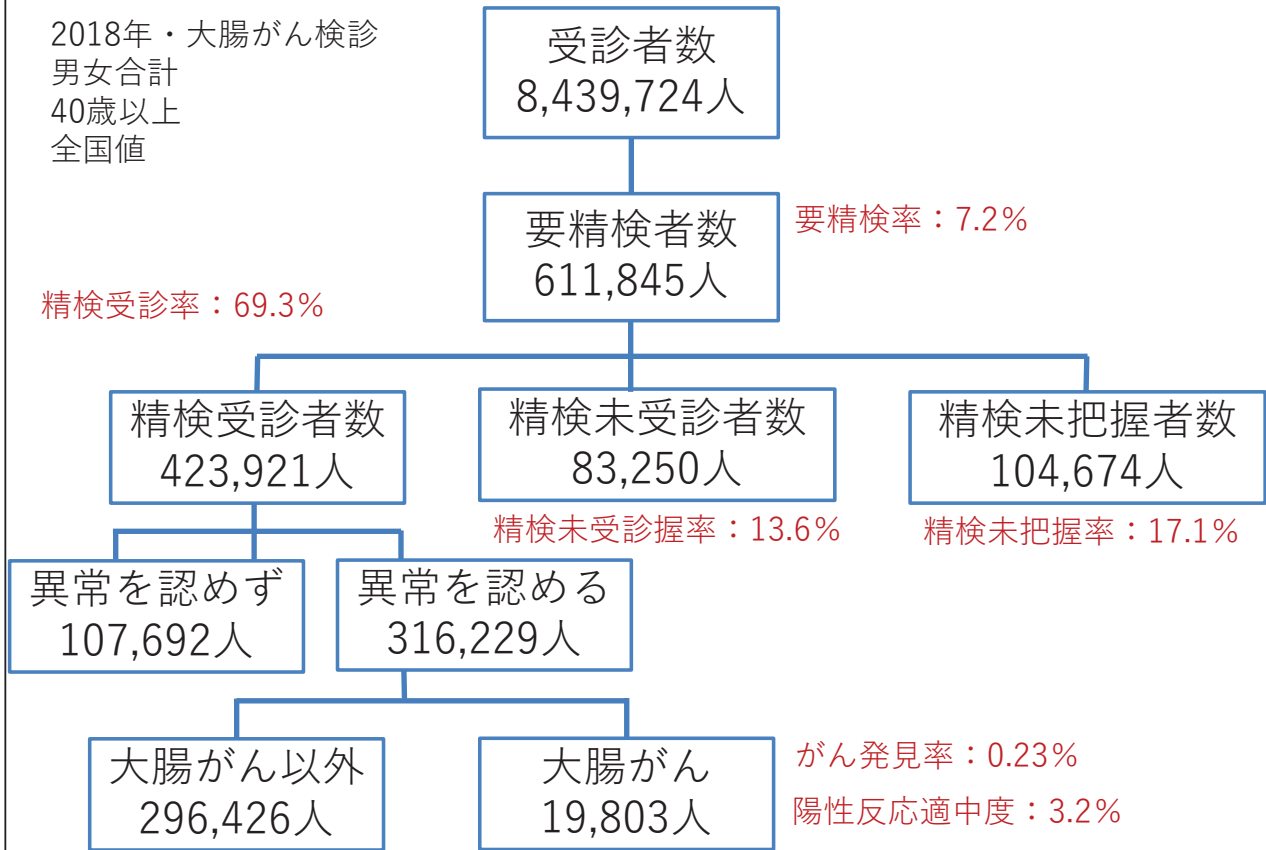 2018年・大腸がん検診
男女合計
40歳以上
全国値
受診者数
8,439,724人
要精検者数
611,845人
要精検率：7.2%
精検受診率：69.3%
精検受診者数
423,921人
精検未受診者数
83,250人
精検未把握者数
104,674人
精検未受診握率：13.6%
精検未把握率：17.1%
異常を認めず
107,692人
異常を認める
316,229人
大腸がん以外
296,426人
大腸がん
19,803人
がん発見率：0.23%
陽性反応適中度：3.2%